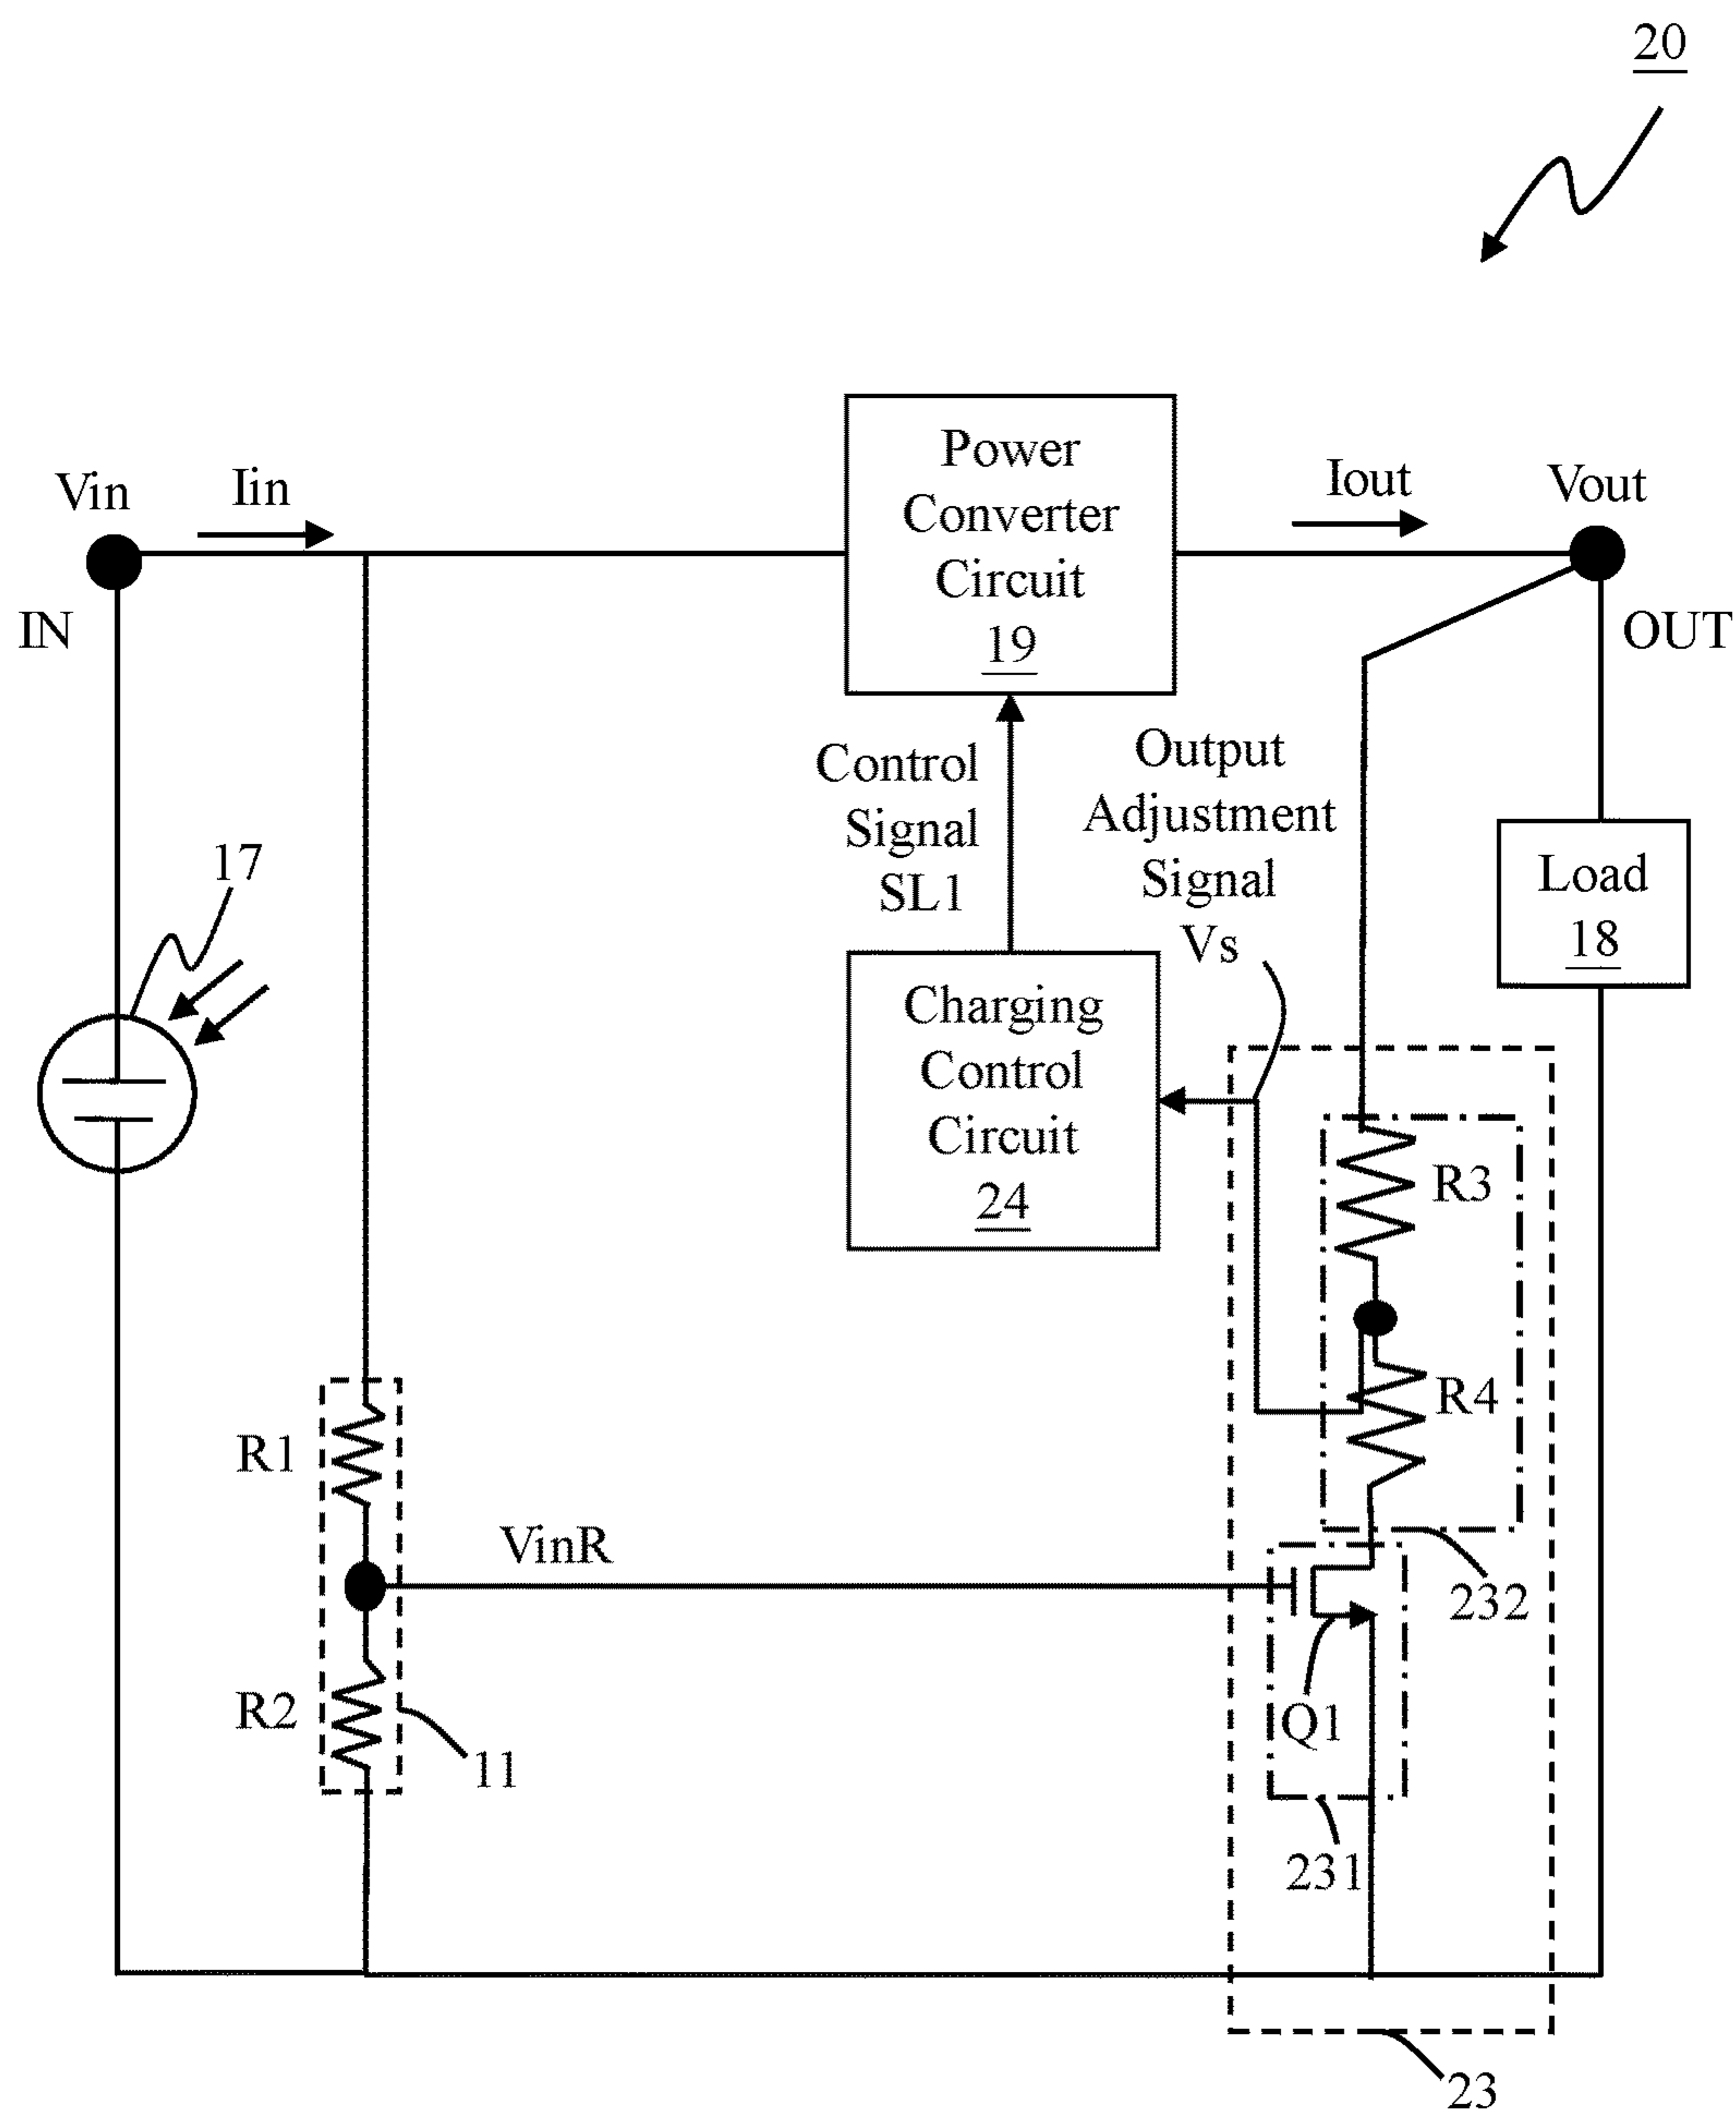 20
Vin
Iin
IN
Power
Converter
Circuit
19
Iout
Vout
OUT
Control
Signal
SL1
Output
Adjustment
Signal
Vs
Load
18
17
Charging
Control
Circuit
24
R3
R4
R1
VinR
R2
11
232
Q1
231
23